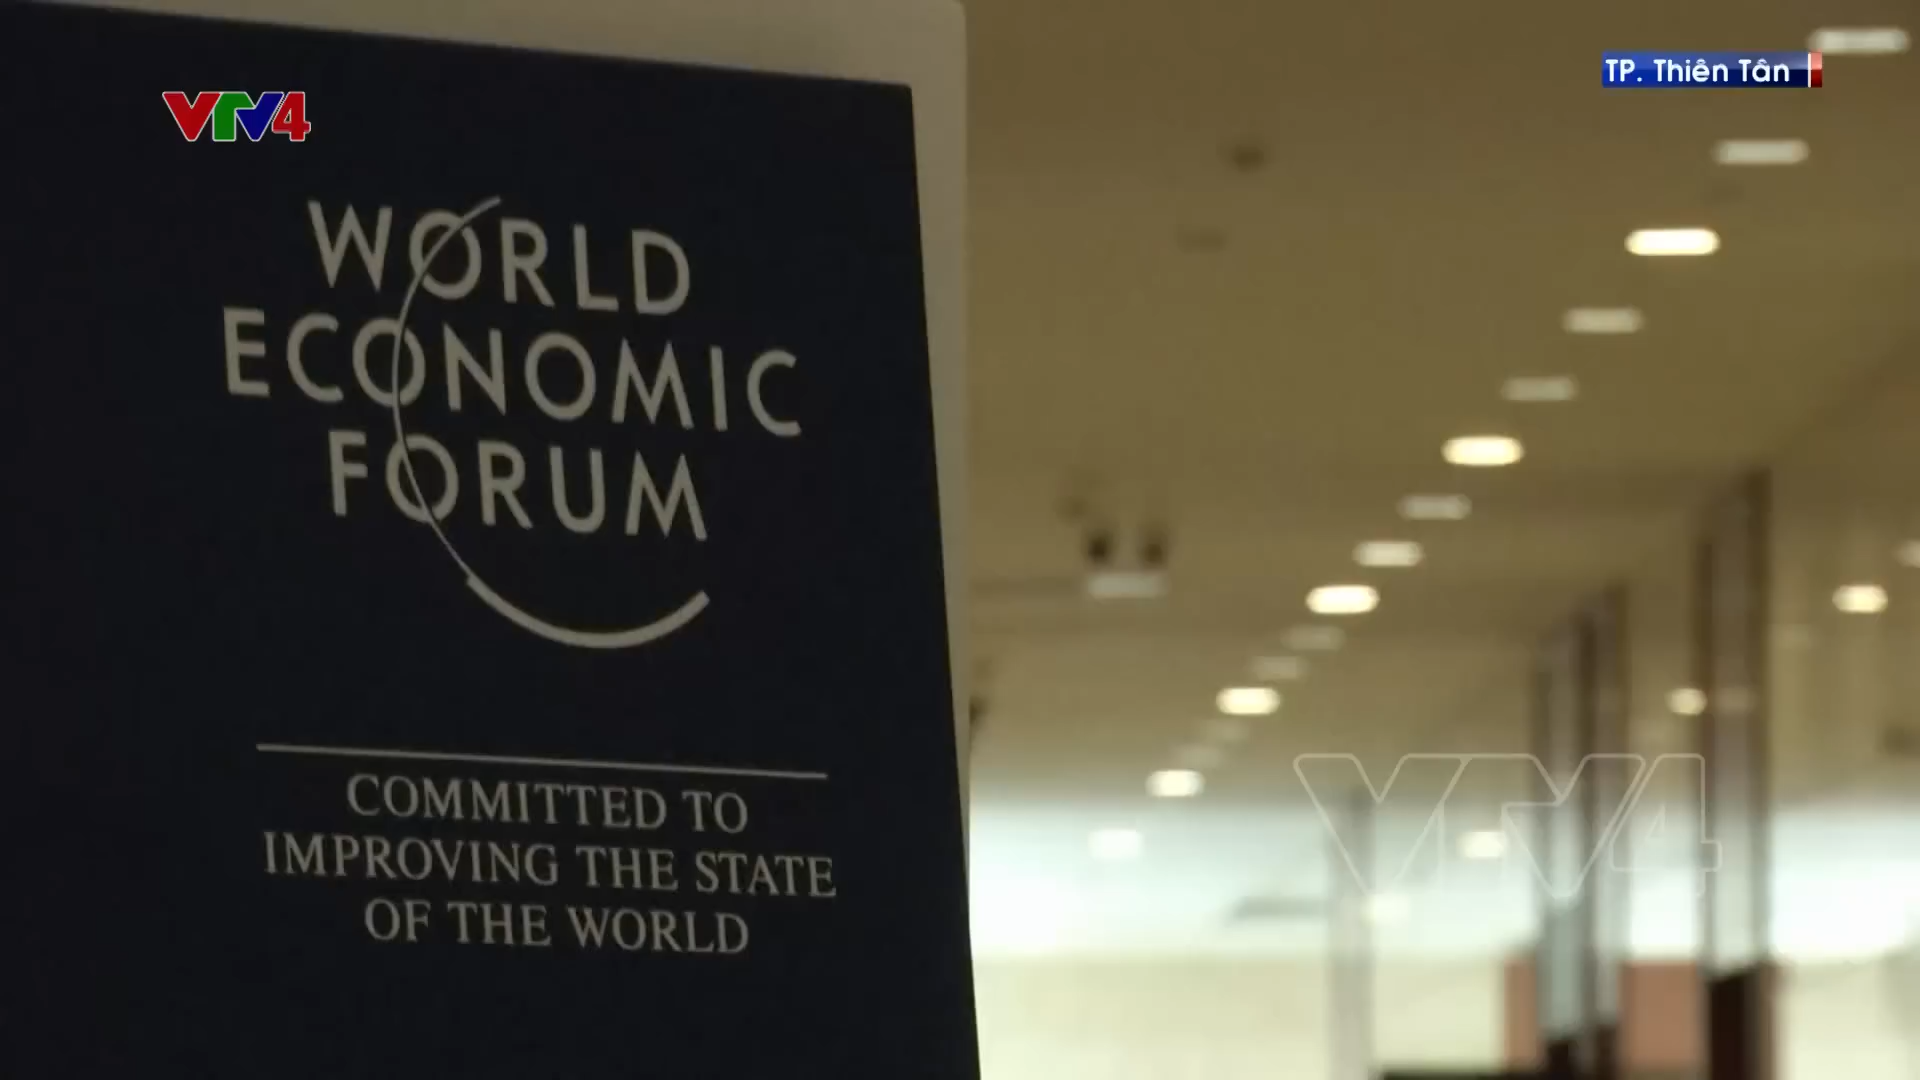 VTV4
TP. Thiên Tân
WORLD
ECONOMIC
FORUM
COMMITTED TO
IMPROVING THE STATE
OF THE WORLD
VTV4